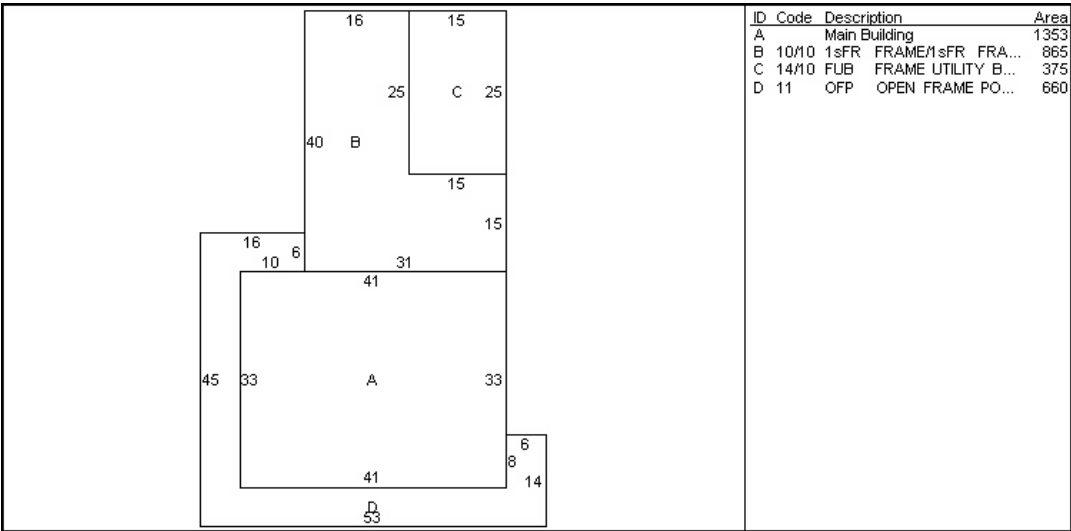 16 15
25 C 25
40 B
15
15
16
6
10 31
41
45 33 A 33
6
8
41 14
D
53
ID Code Description Area
A Main Building 1353
B 10/10 1sFR FRAME/1sFR FRA... 865
C 14/10 FUB FRAME UTILITY B... 375
D 11 OFP OPEN FRAME PO... 660